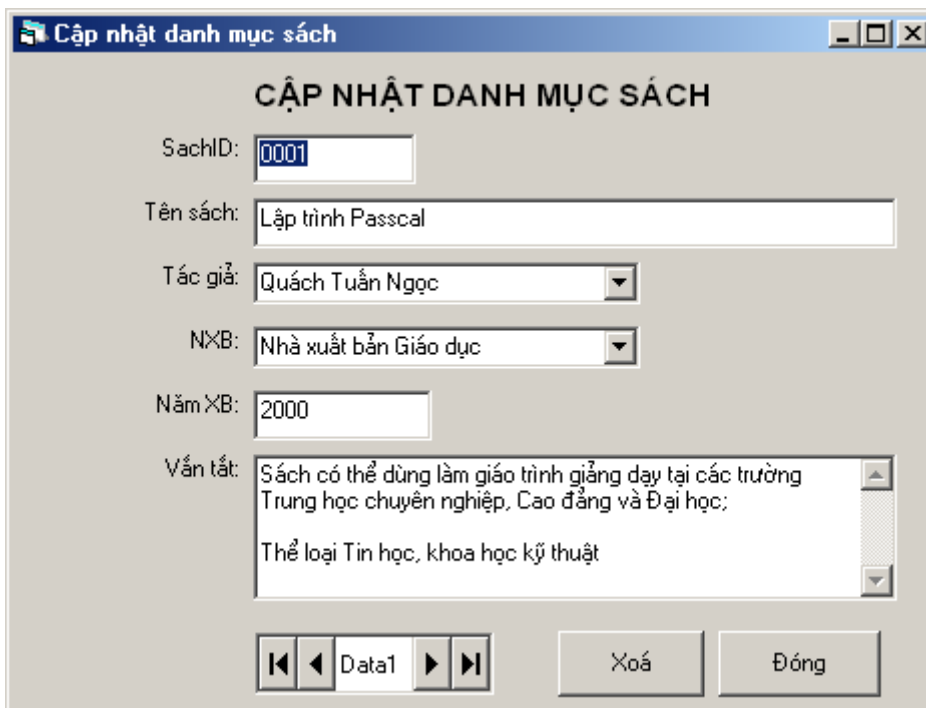 Cập nhật danh mục sách
CẬP NHẬT DANH MỤC SÁCH
SachID: 0001
Tên sách: Lập trình Passcal
Tác giả: Quách Tuấn Ngọc
NXB: Nhà xuất bản Giáo dục
Năm XB: 2000
Vắn tắt: Sách có thể dùng làm giáo trình giảng dạy tại các trường
Trung học chuyên nghiệp, Cao đẳng và Đại học;
Thể loại Tin học, khoa học kỹ thuật
Data1 Xoá Đóng